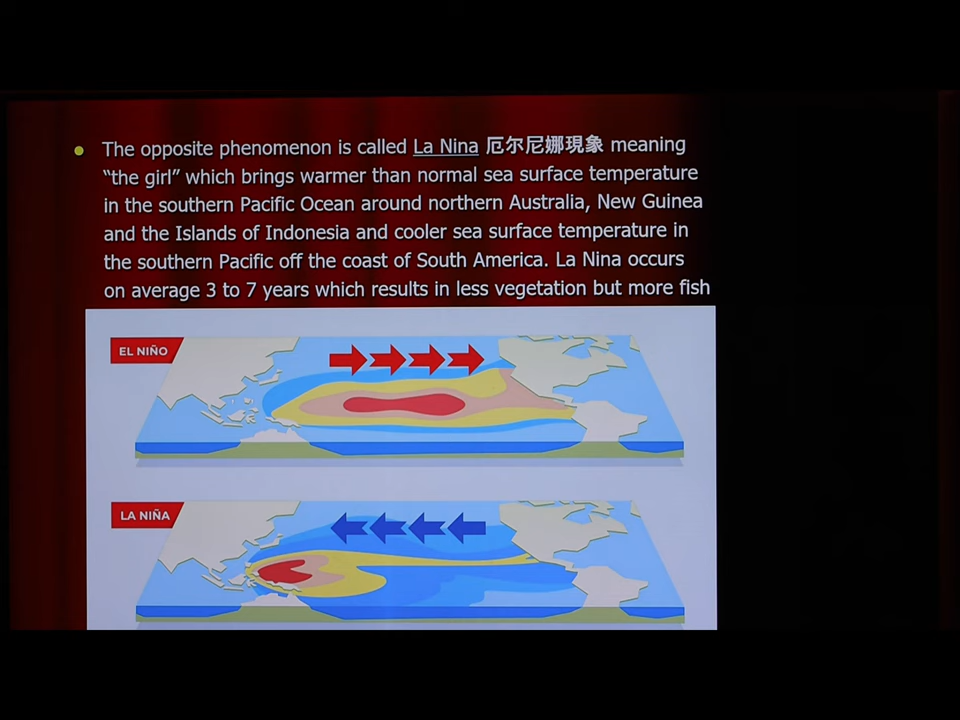 The opposite phenomenon is called La Nina 厄尔尼娜現象 meaning
“the girl” which brings warmer than normal sea surface temperature
in the southern Pacific Ocean around northern Australia, New Guinea
and the Islands of Indonesia and cooler sea surface temperature in
the southern Pacific off the coast of South America. La Nina occurs
on average 3 to 7 years which results in less vegetation but more fish
EL NIÑO
LA NIÑA